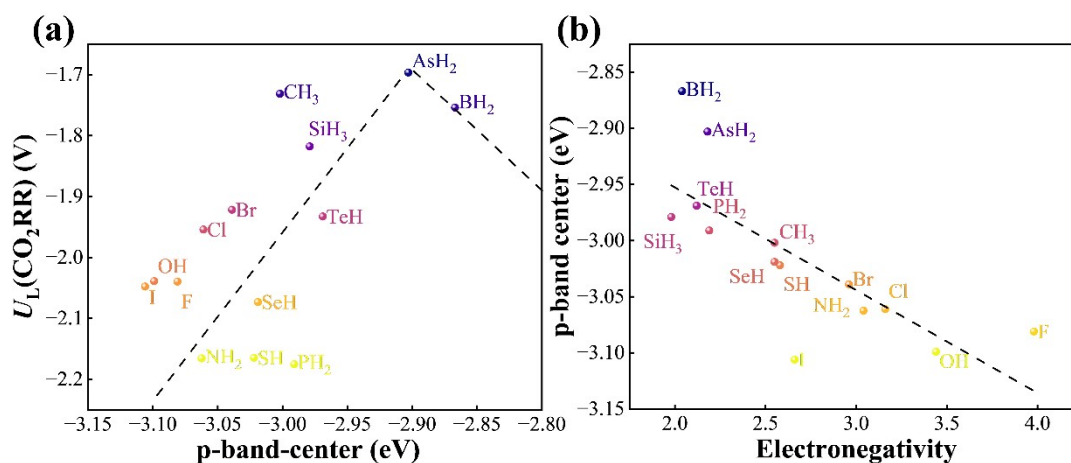 (a)
U_L(CO₂RR) (V)
−1.7
−1.8
−1.9
−2.0
−2.1
−2.2
AsH₂
CH₃
BH₂
SiH₃
Br
TeH
Cl
OH
I
F
SeH
NH₂
SH
PH₂
−3.15
−3.10
−3.05
−3.00
−2.95
−2.90
−2.85
−2.80
p-band-center (eV)
(b)
p-band center (eV)
−2.85
−2.90
−2.95
−3.00
−3.05
−3.10
−3.15
BH₂
AsH₂
TeH
PH₂
SiH₃
CH₃
SeH
SH
Br
Cl
NH₂
F
I
OH
2.0
2.5
3.0
3.5
4.0
Electronegativity